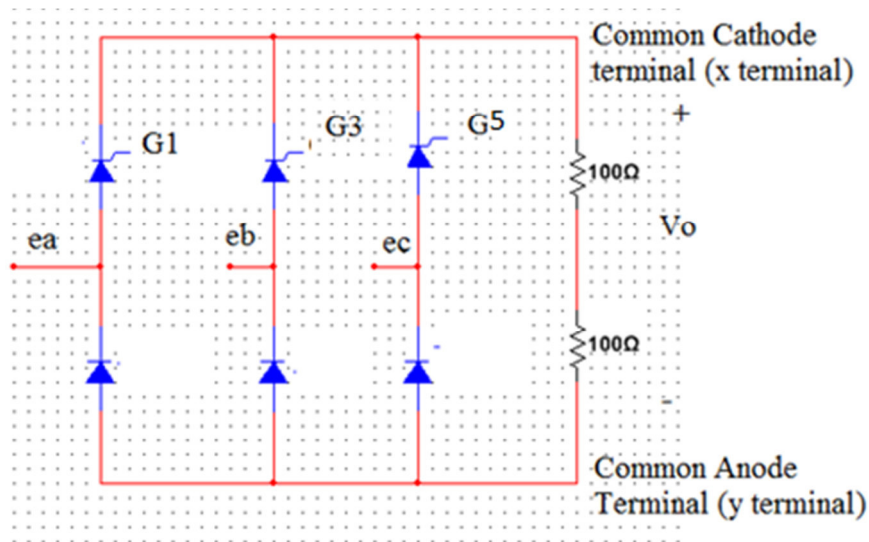 Common Cathode
terminal (x terminal)
+
G1
G3
G5
100Ω
ea
eb
ec
Vo
100Ω
-
Common Anode
Terminal (y terminal)